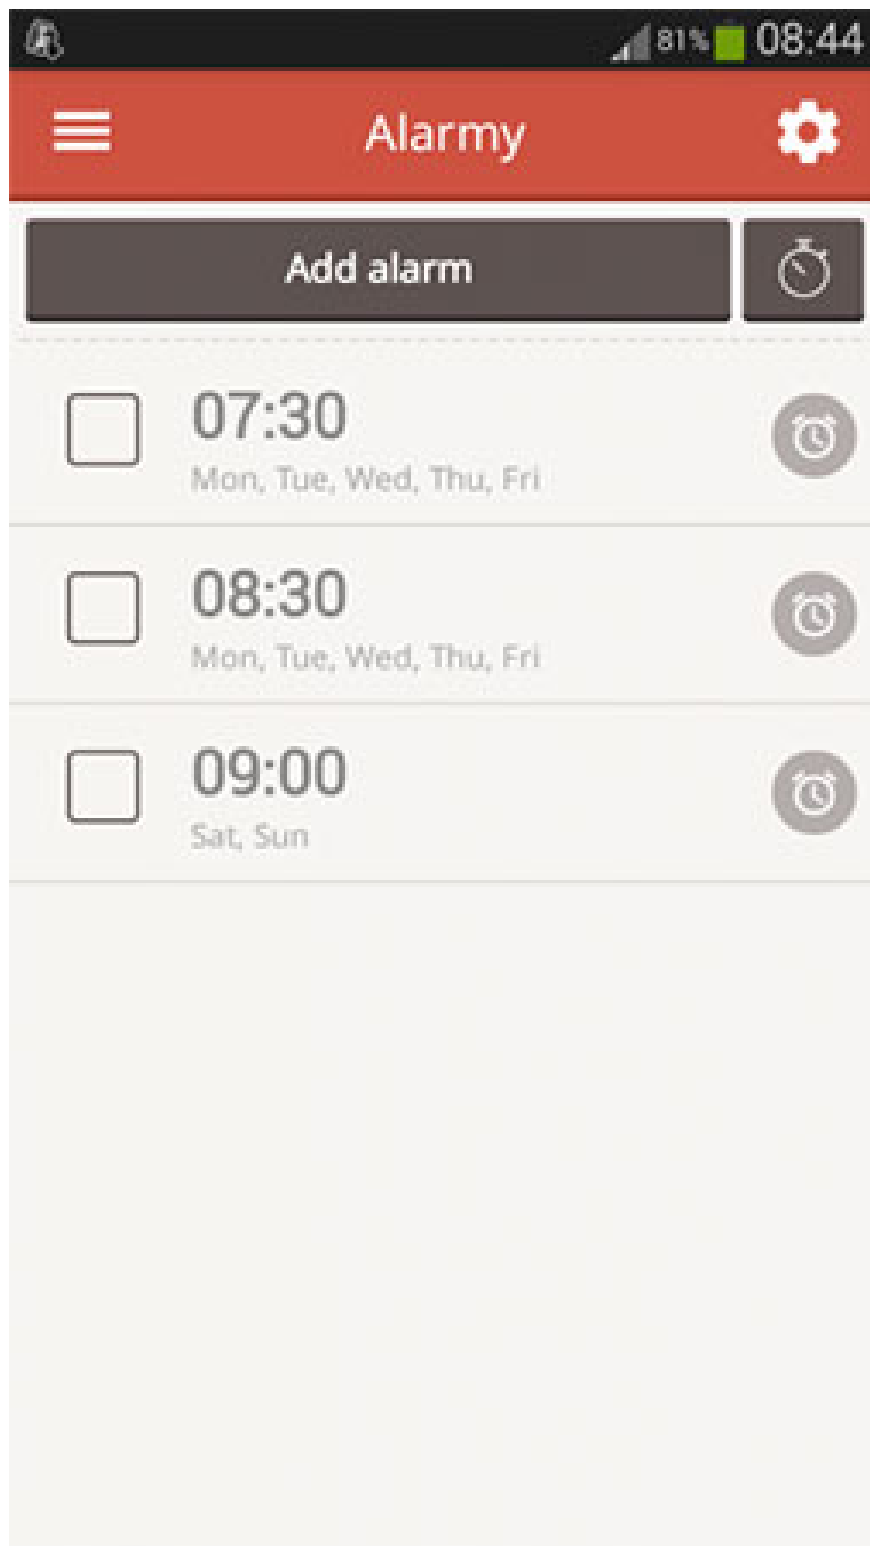 81% 08:44
Alarmy
Add alarm
07:30
Mon, Tue, Wed, Thu, Fri
08:30
Mon, Tue, Wed, Thu, Fri
09:00
Sat, Sun